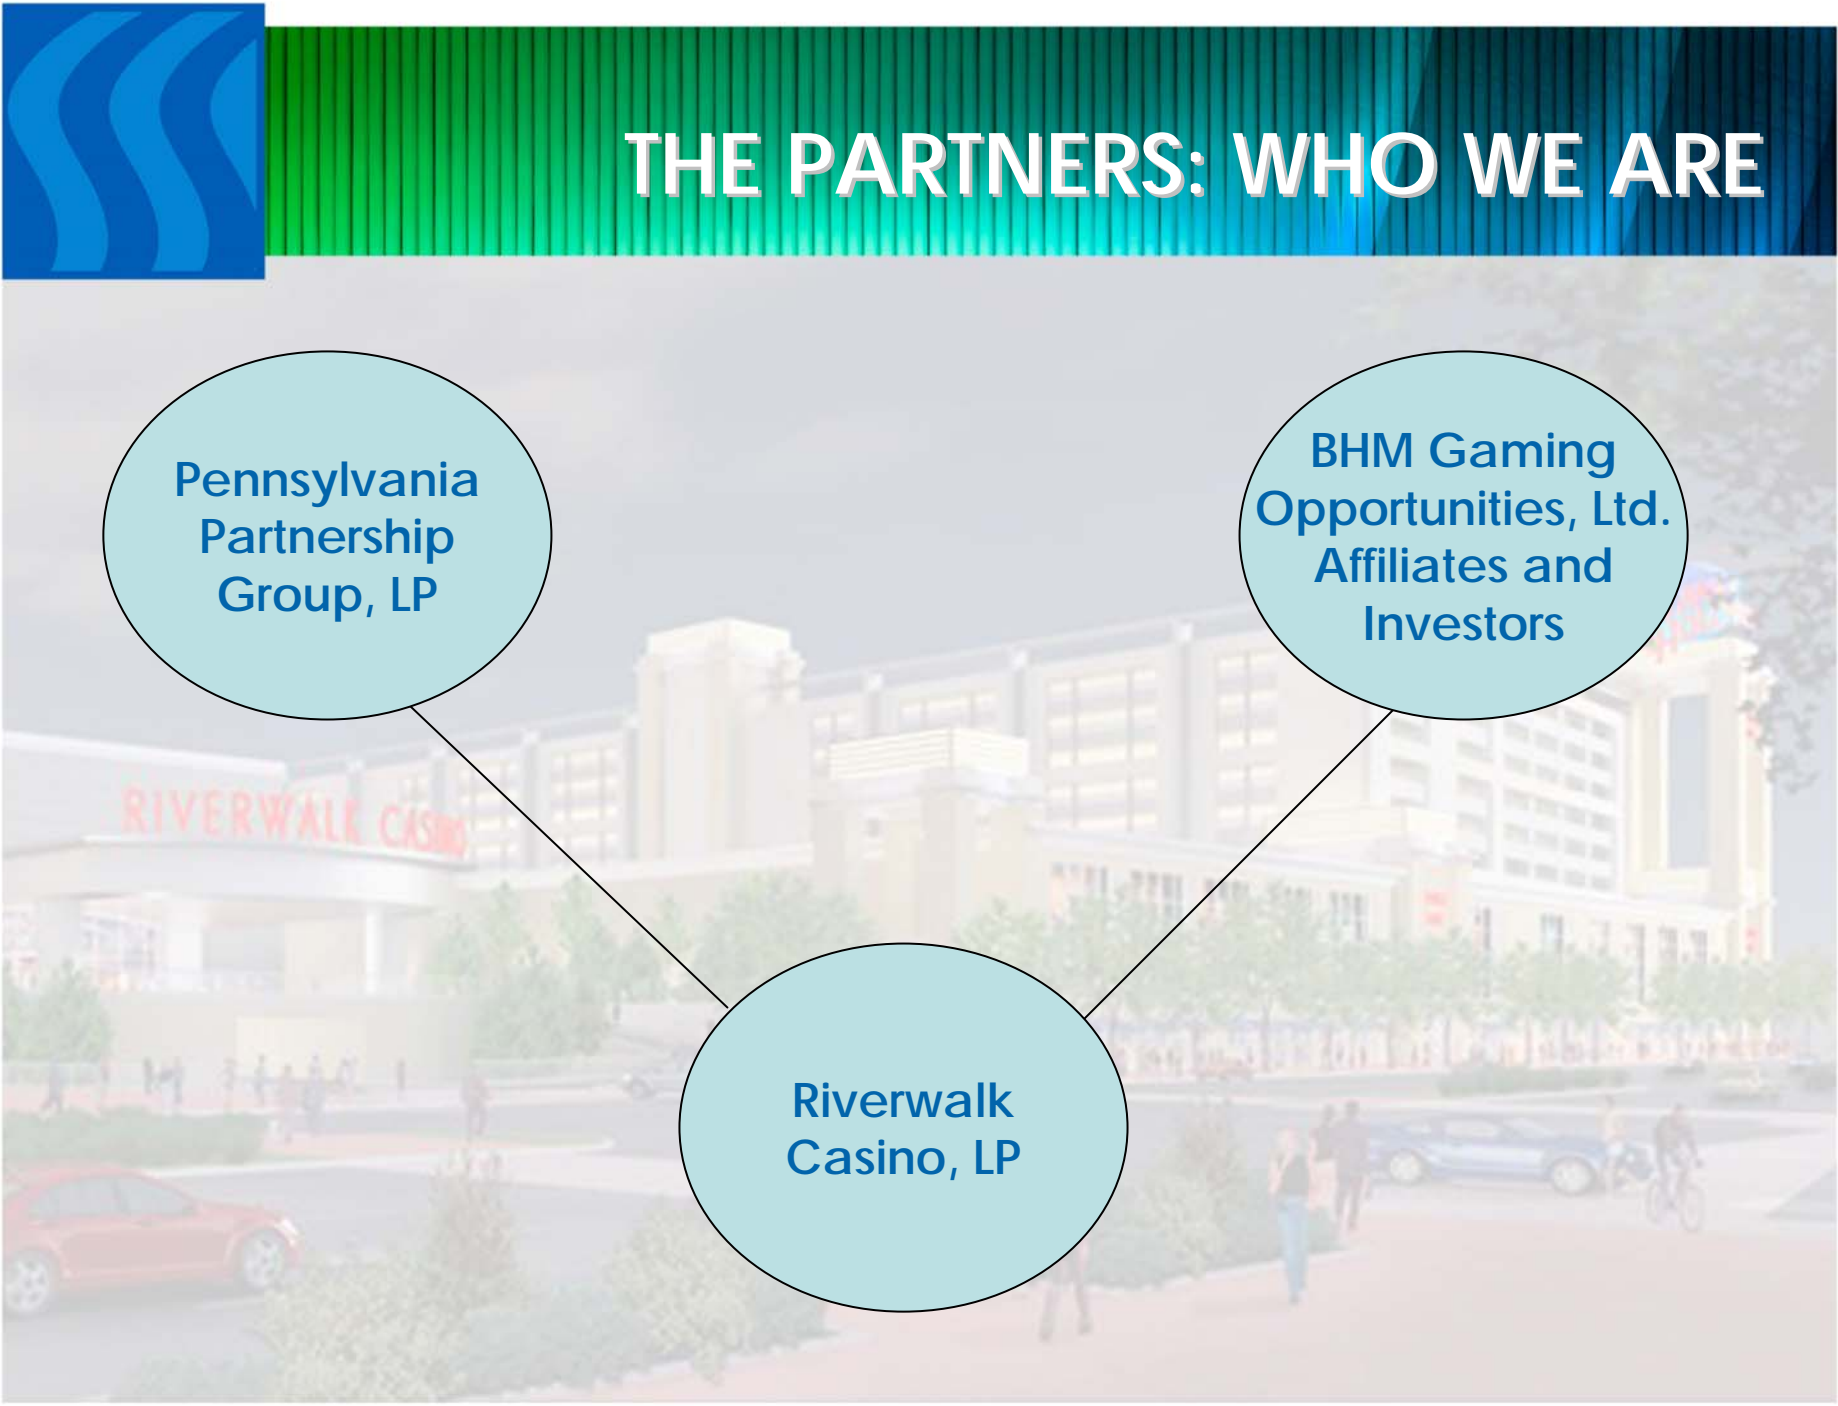 THE PARTNERS: WHO WE ARE
Pennsylvania
Partnership
Group, LP
BHM Gaming
Opportunities, Ltd.
Affiliates and
Investors
RIVERWALK CASINO
Riverwalk
Casino, LP